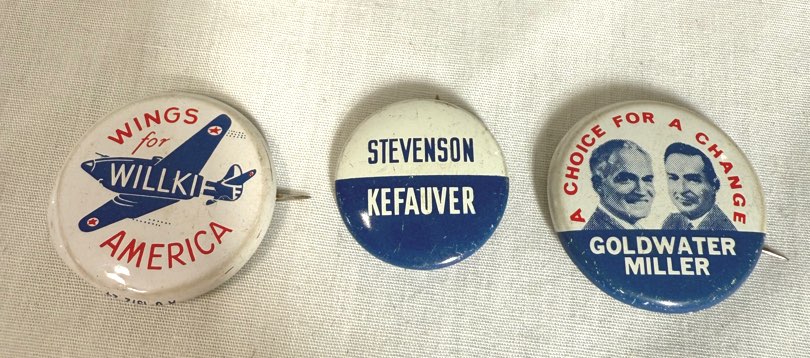 WINGS
for
WILLKIE
AMERICA
STEVENSON
KEFAUVER
A CHOICE FOR A CHANGE
GOLDWATER
MILLER